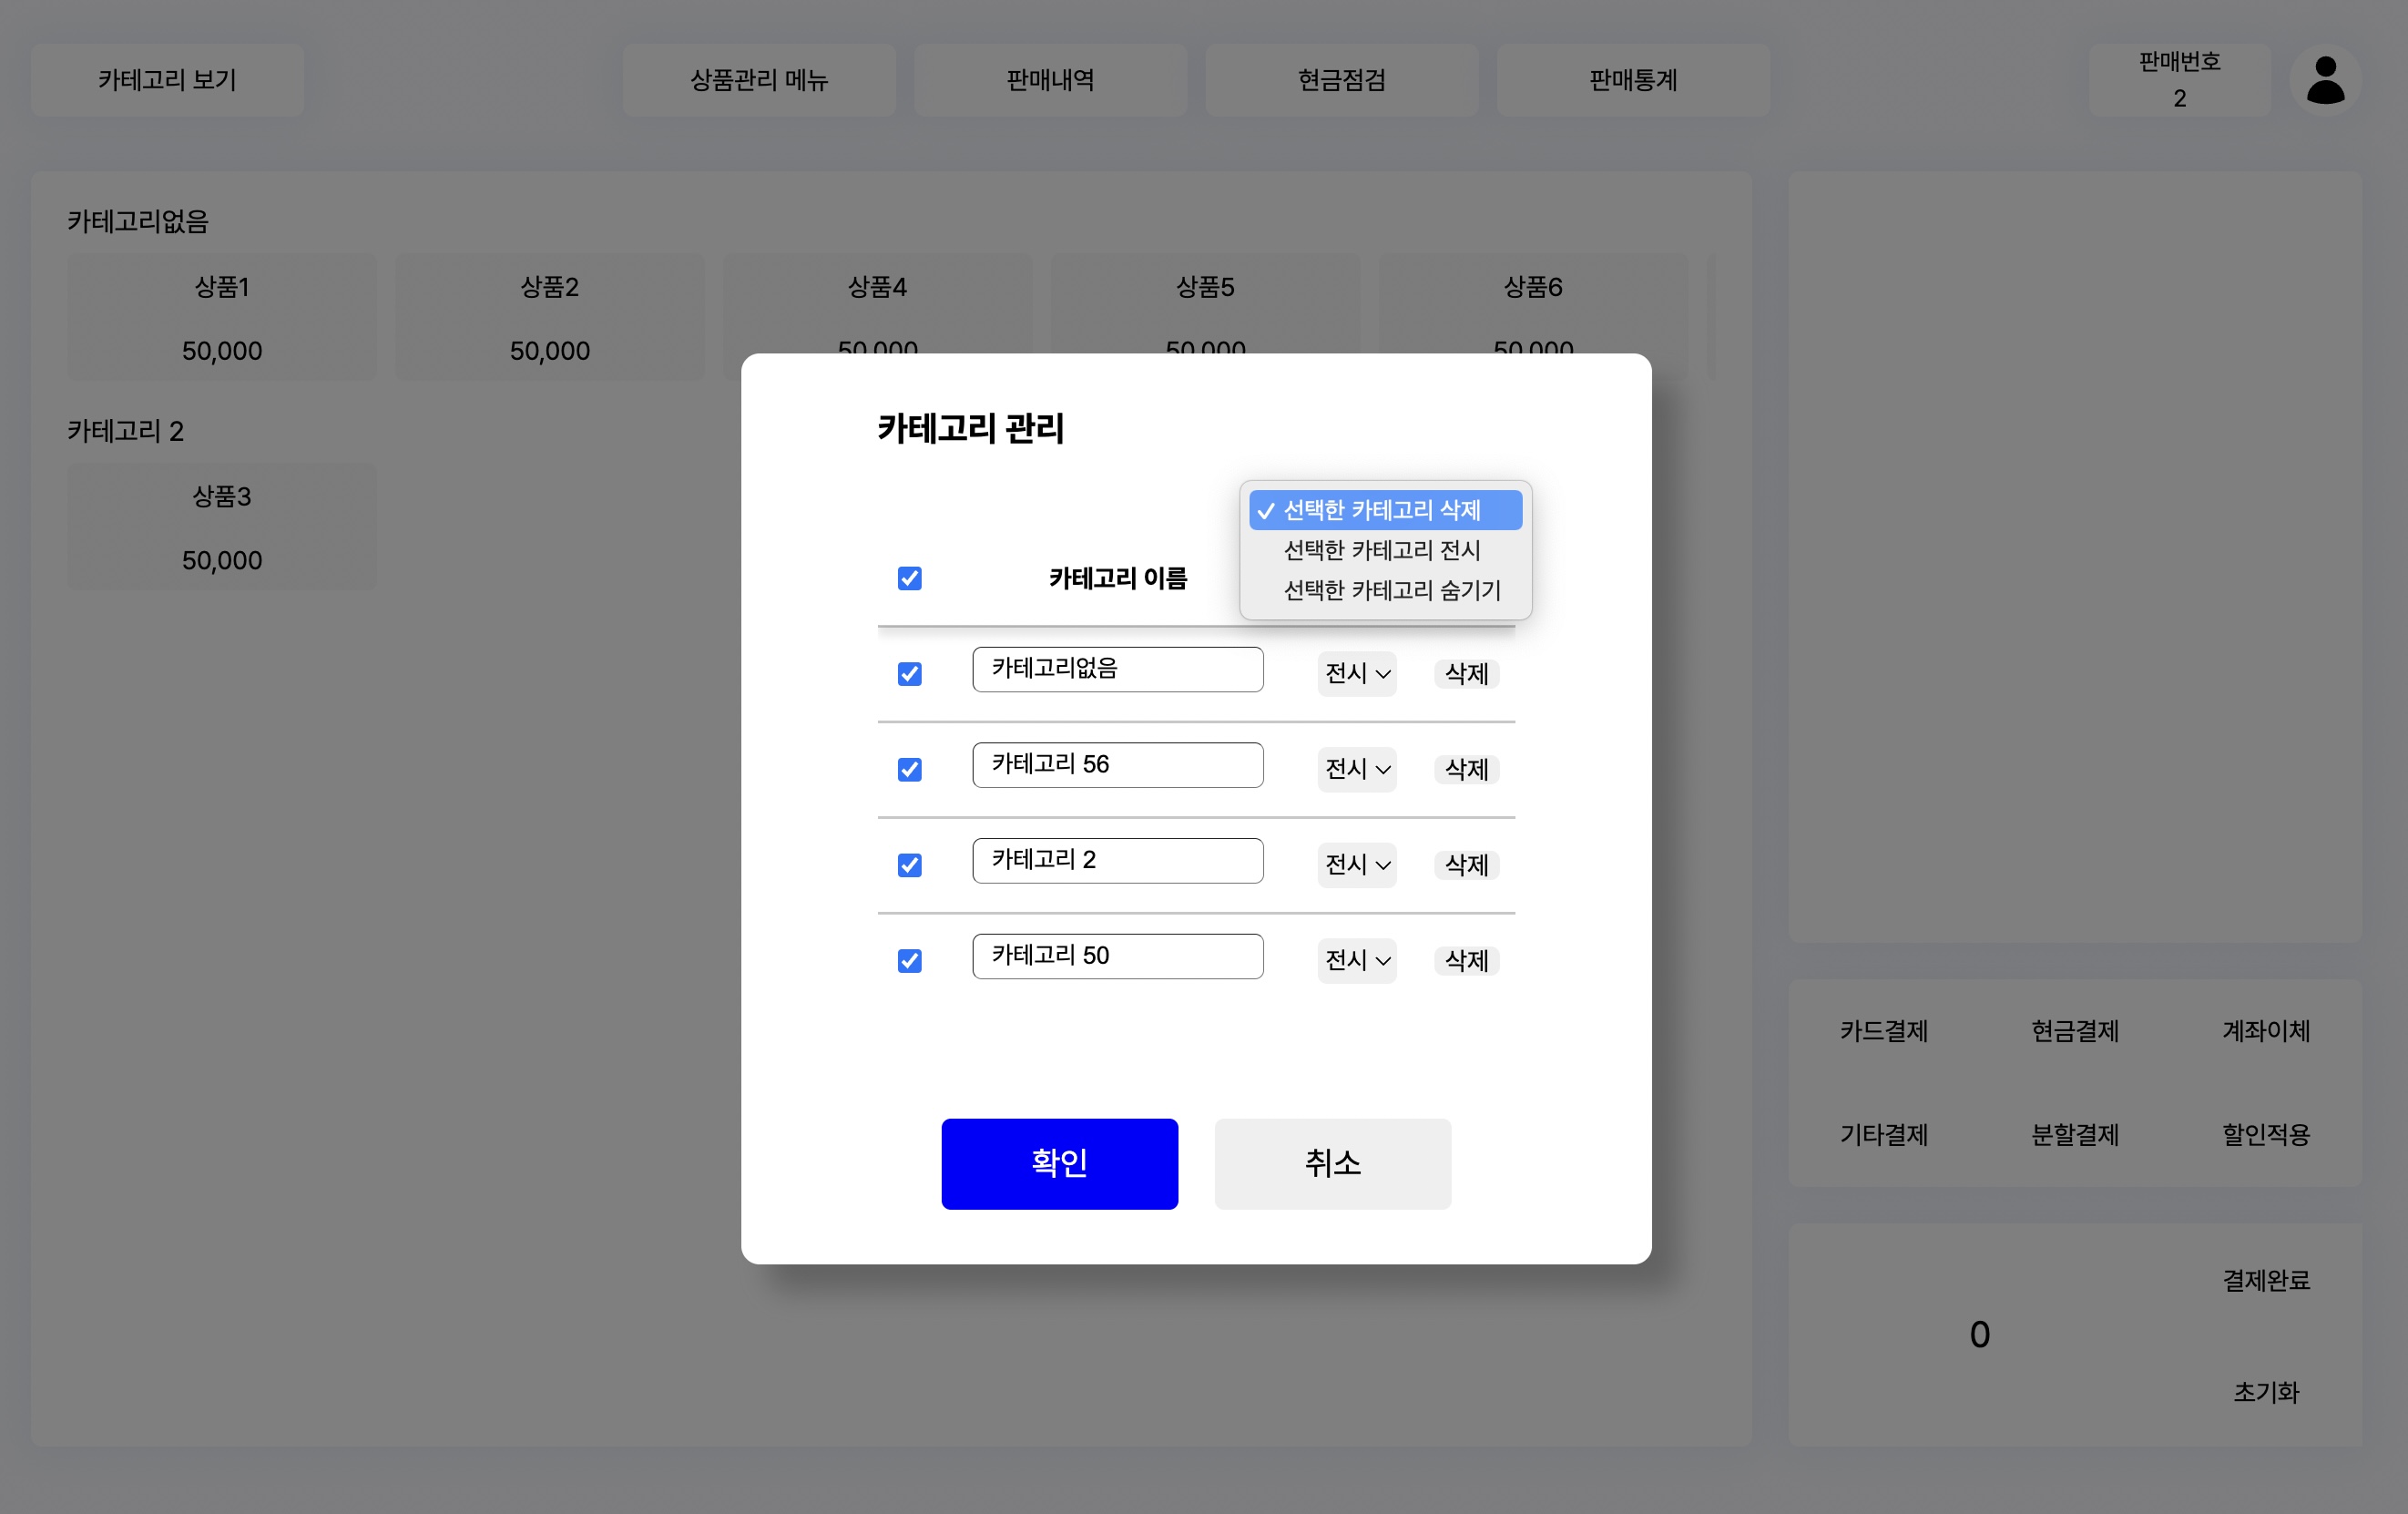 카테고리 보기
상품관리 메뉴
판매내역
현금점검
판매통계
판매번호
2
카테고리없음
상품1
상품2
상품4
상품5
상품6
50,000
50,000
50,000
50,000
50,000
카테고리 2
상품3
50,000
카테고리 관리
선택한 카테고리 삭제
선택한 카테고리 전시
선택한 카테고리 숨기기
카테고리 이름
카테고리없음 전시 삭제
카테고리 56 전시 삭제
카테고리 2 전시 삭제
카테고리 50 전시 삭제
확인
취소
카드결제
현금결제
계좌이체
기타결제
분할결제
할인적용
결제완료
0
초기화